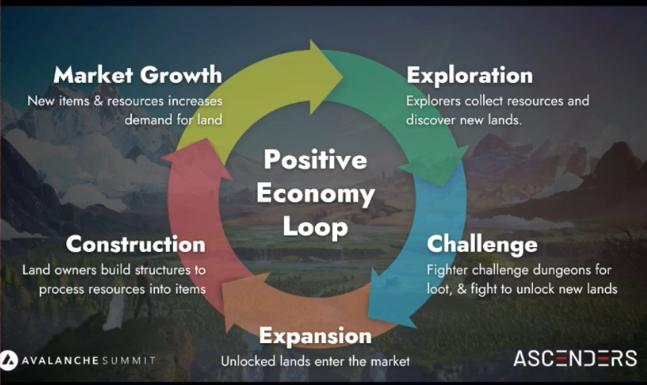 Positive
Economy
Loop
Market Growth
New items & resources increases
demand for land
Exploration
Explorers collect resources and
discover new lands.
Challenge
Fighter challenge dungeons for
loot, & fight to unlock new lands
Expansion
Unlocked lands enter the market
Construction
Land owners build structures to
process resources into items
AVALANCHE SUMMIT
ASCENDERS